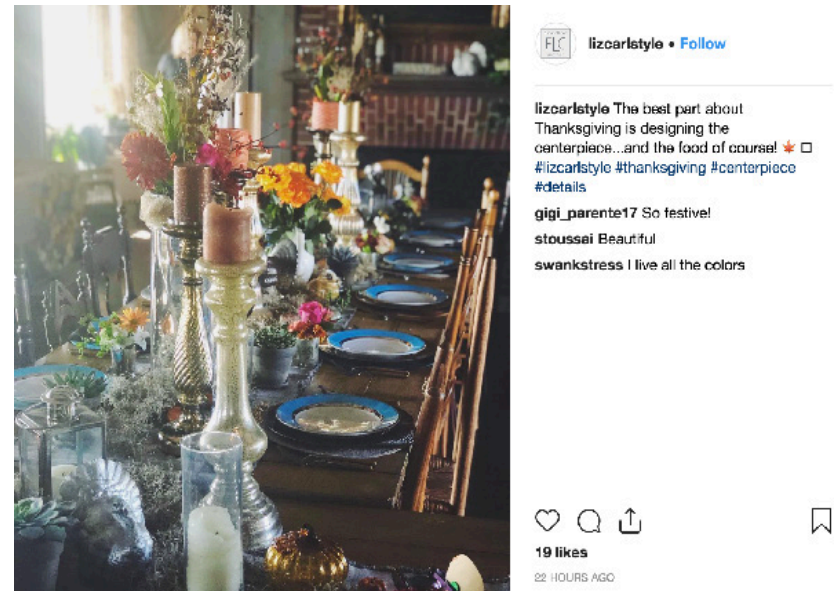 FLC
lizcarlstyle • Follow
lizcarlstyle The best part about
Thanksgiving is designing the
centerpiece...and the food of course! 🍁 □
#lizcarlstyle #thanksgiving #centerpiece
#details
gigi_parente17 So festive!
stoussai Beautiful
swankstress I live all the colors
19 likes
22 HOURS AGO